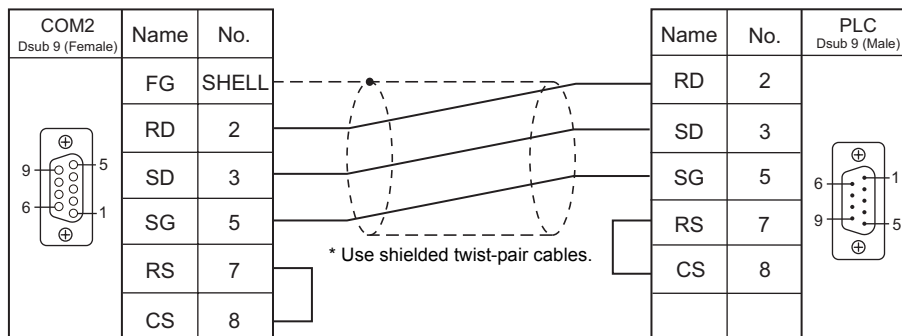 COM2
Dsub 9 (Female)
Name No.
FG SHELL
RD 2
SD 3
SG 5
RS 7
CS 8
9
5
6
1
* Use shielded twist-pair cables.
Name No.
PLC
Dsub 9 (Male)
RD 2
SD 3
SG 5
RS 7
CS 8
6
1
9
5